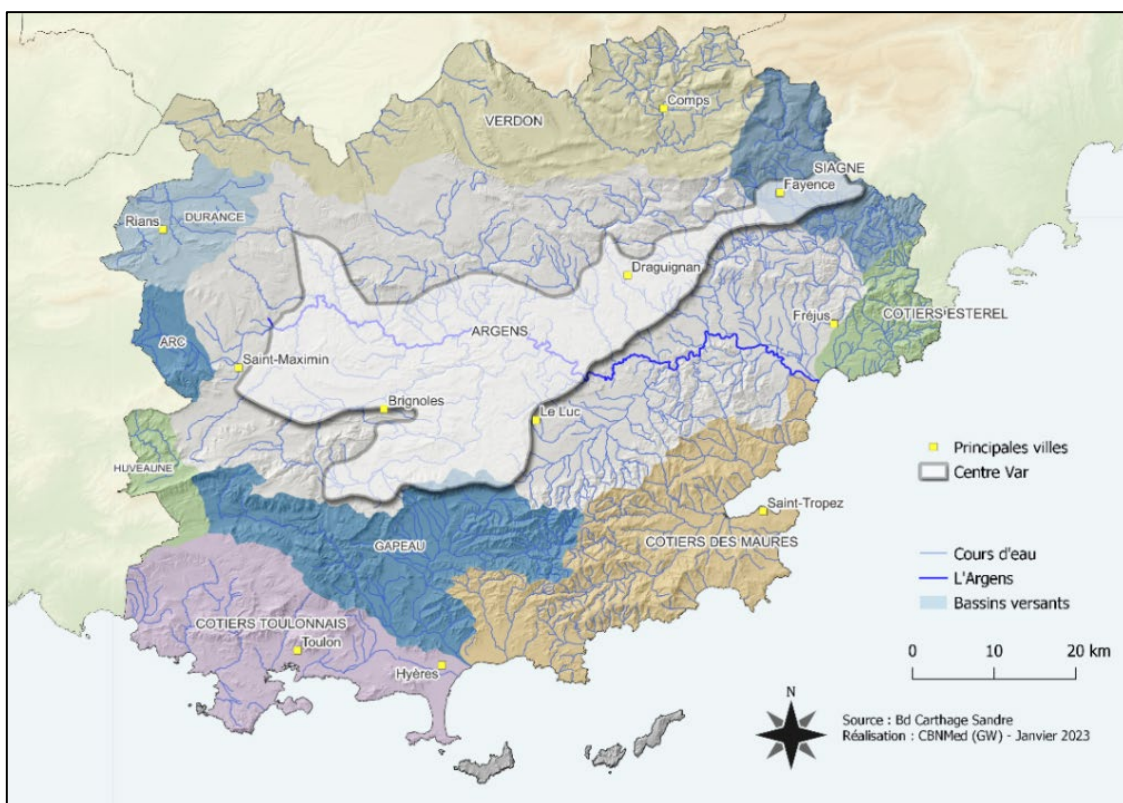 Comps
VERDON
SIAGNE
Fayence
Rians
DURANCE
Draguignan
ARGENS
Fréjus
COTIERS ESTEREL
ARC
Saint-Maximin
Brignoles
Le Luc
HUVEAUNE
Saint-Tropez
GAPEAU
COTIERS DES MAURES
COTIERS TOULONNAIS
Toulon
Hyères
Principales villes
Centre Var
Cours d'eau
L'Argens
Bassins versants
0 10 20 km
N
Source : Bd Carthage Sandre
Réalisation : CBNMed (GW) - Janvier 2023